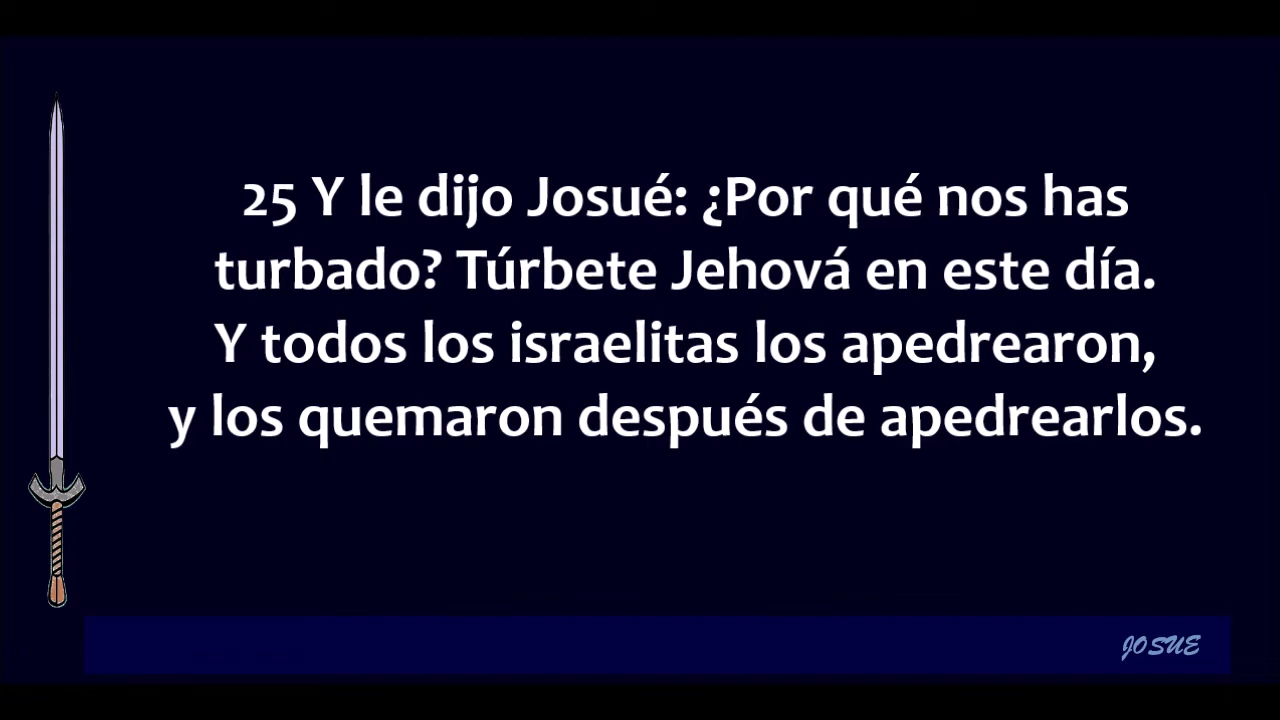 25 Y le dijo Josué: ¿Por qué nos has
turbado? Túrbete Jehová en este día.
Y todos los israelitas los apedrearon,
y los quemaron después de apedrearlos.
JOSUE